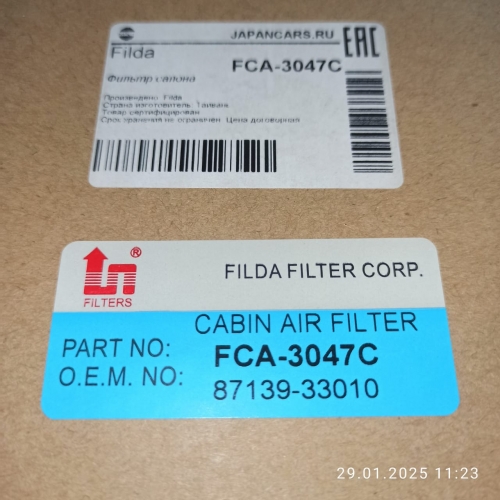 JAPANCARS.RU
EAC
Filda
FCA-3047C
Фильтр салона
Произведено: Filda
Страна изготовитель: Тайвань
Товар сертифицирован
Срок хранения не ограничен. Цена договорная
®
FILTERS
FILDA FILTER CORP.
CABIN AIR FILTER
PART NO: FCA-3047C
O.E.M. NO: 87139-33010
29.01.2025 11:23